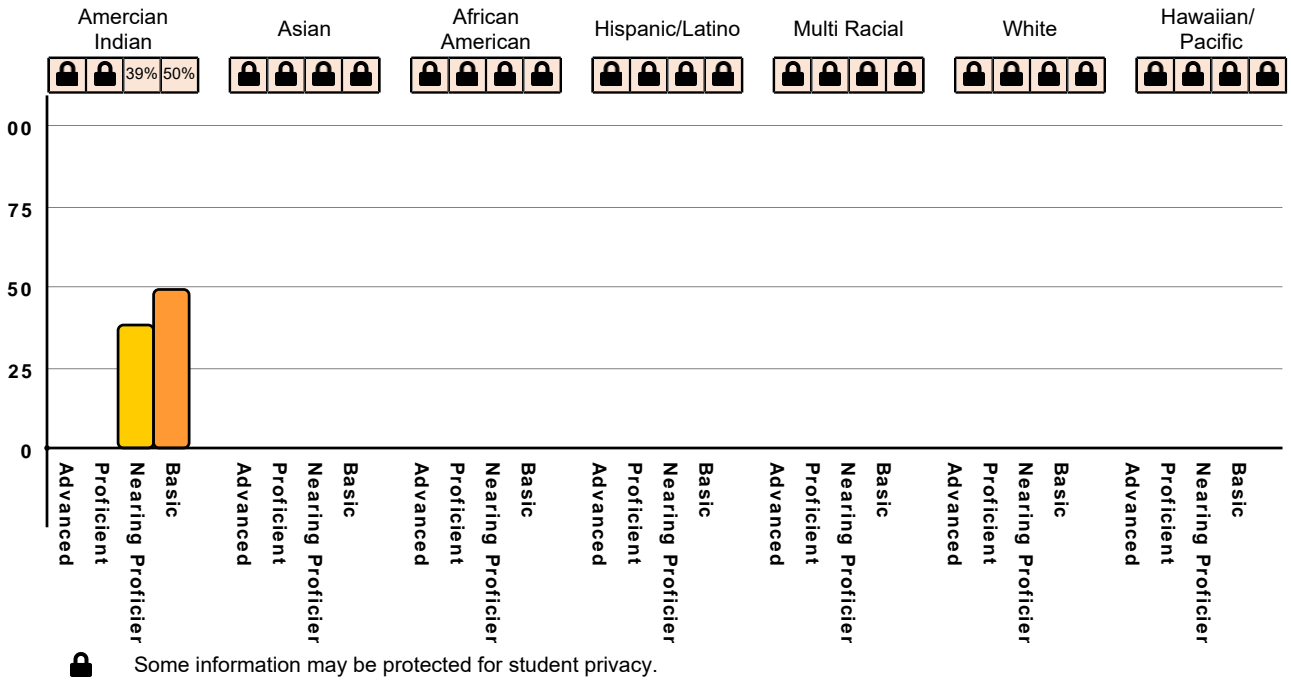 Amercian
Indian
Asian
African
American
Hispanic/Latino
Multi Racial
White
Hawaiian/
Pacific
39% 50%
00
75
50
25
0
Advanced
Proficient
Nearing Proficier
Basic
Advanced
Proficient
Nearing Proficier
Basic
Advanced
Proficient
Nearing Proficier
Basic
Advanced
Proficient
Nearing Proficier
Basic
Advanced
Proficient
Nearing Proficier
Basic
Advanced
Proficient
Nearing Proficier
Basic
Advanced
Proficient
Nearing Proficier
Basic
Some information may be protected for student privacy.